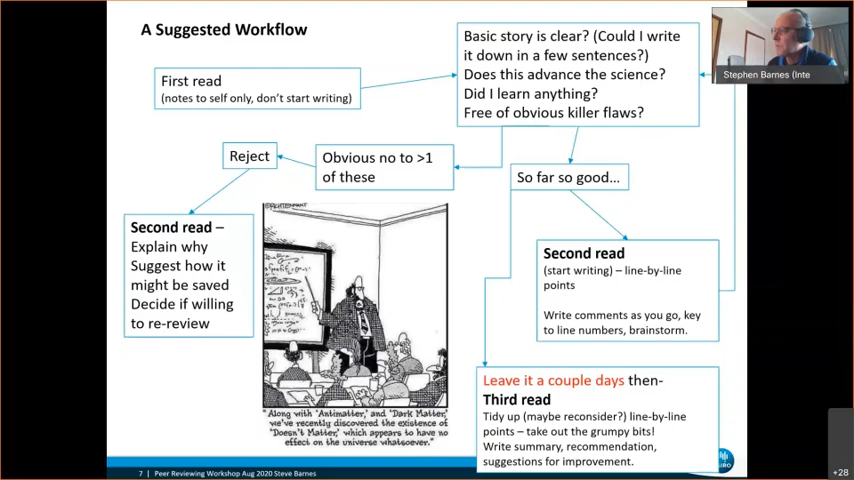 A Suggested Workflow
First read
(notes to self only, don't start writing)
Basic story is clear? (Could I write
it down in a few sentences?)
Does this advance the science?
Did I learn anything?
Free of obvious killer flaws?
Stephen Barnes (Inte
Reject
Obvious no to >1
of these
So far so good...
Second read –
Explain why
Suggest how it
might be saved
Decide if willing
to re-review
Second read
(start writing) – line-by-line
points
Write comments as you go, key
to line numbers, brainstorm.
"Along with 'Antimatter,' and 'Dark Matter,'
we've recently discovered the existence of
'Doesn't Matter,' which appears to have no
effect on the universe whatsoever."
Leave it a couple days then-
Third read
Tidy up (maybe reconsider?) line-by-line
points – take out the grumpy bits!
Write summary, recommendation,
suggestions for improvement.
7 | Peer Reviewing Workshop Aug 2020 Steve Barnes
+28